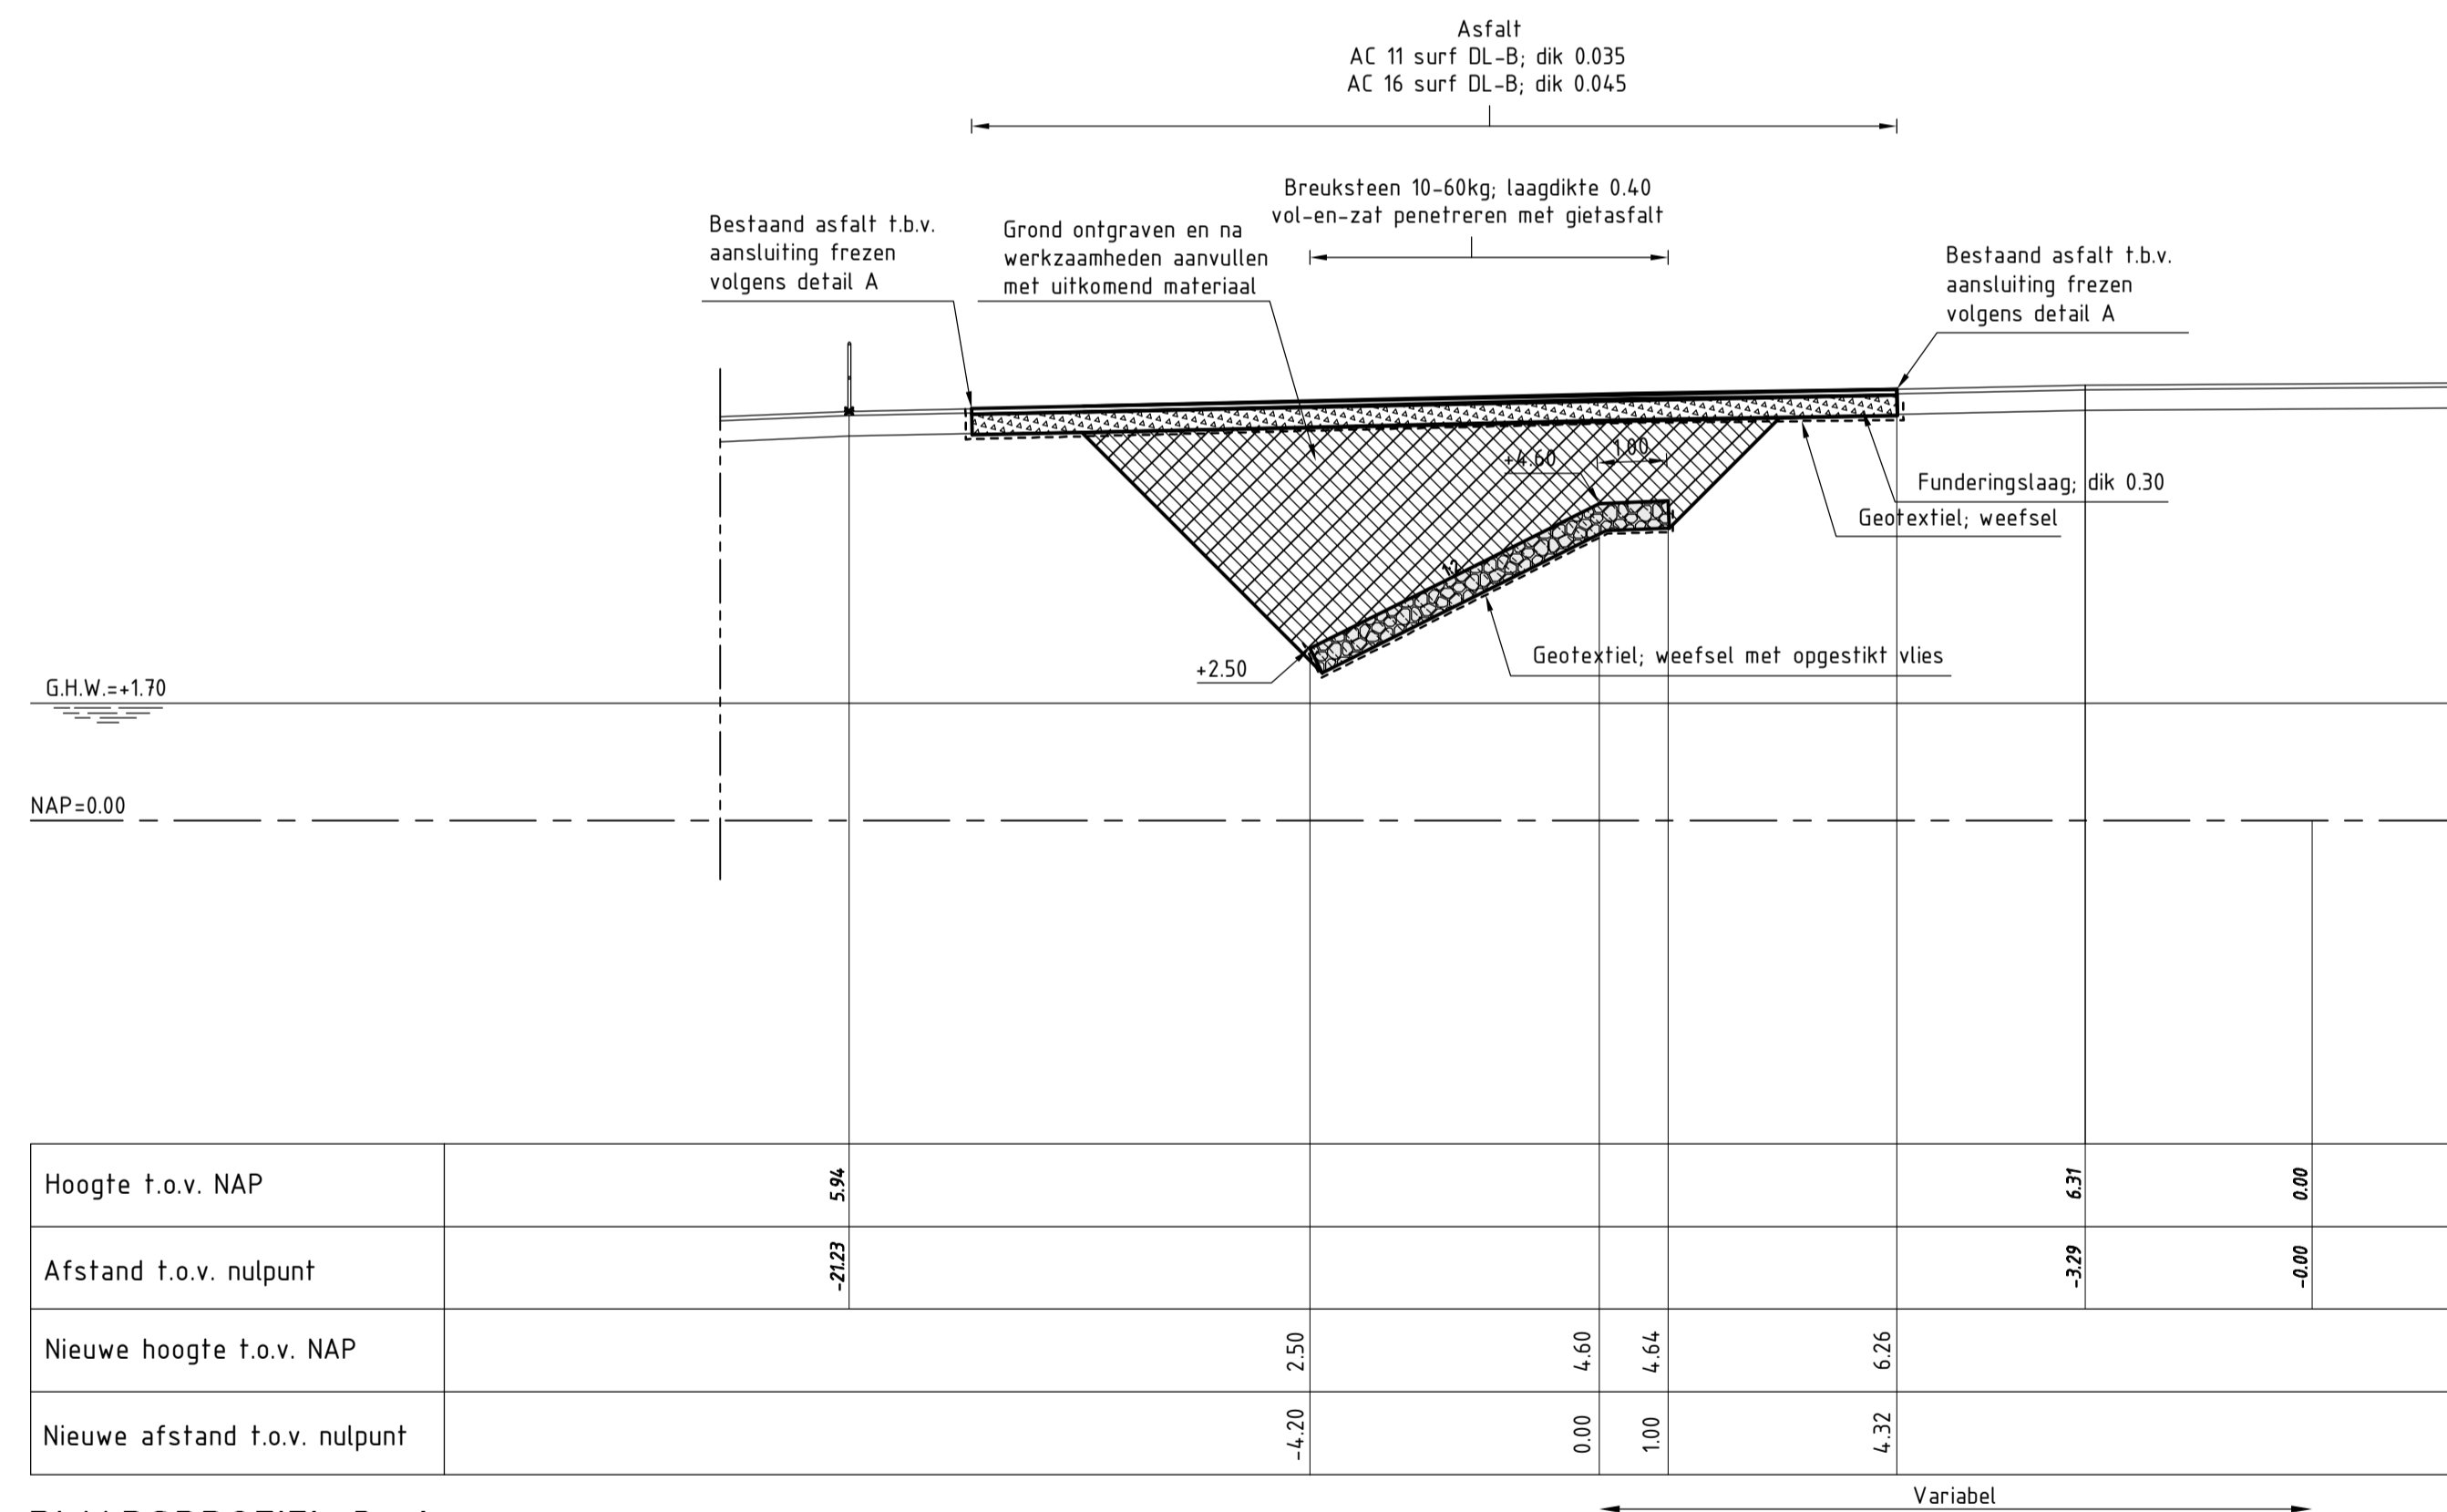 Asfalt
AC 11 surf DL-B; dik 0.035
AC 16 surf DL-B; dik 0.045
Breuksteen 10-60kg; laagdikte 0.40
vol-en-zat penetreren met gietasfalt
Bestaand asfalt t.b.v.
aansluiting frezen
volgens detail A
Grond ontgraven en na
werkzaamheden aanvullen
met uitkomend materiaal
Bestaand asfalt t.b.v.
aansluiting frezen
volgens detail A
+4.60
1.00
Funderingslaag; dik 0.30
Geotextiel; weefsel
1:2
Geotextiel; weefsel met opgestikt vlies
+2.50
G.H.W.=+1.70
NAP=0.00
Hoogte t.o.v. NAP 5.94 6.31 0.00
Afstand t.o.v. nulpunt -21.23 -3.29 -0.00
Nieuwe hoogte t.o.v. NAP 2.50 4.60 4.64 6.26
Nieuwe afstand t.o.v. nulpunt -4.20 0.00 1.00 4.32
Variabel